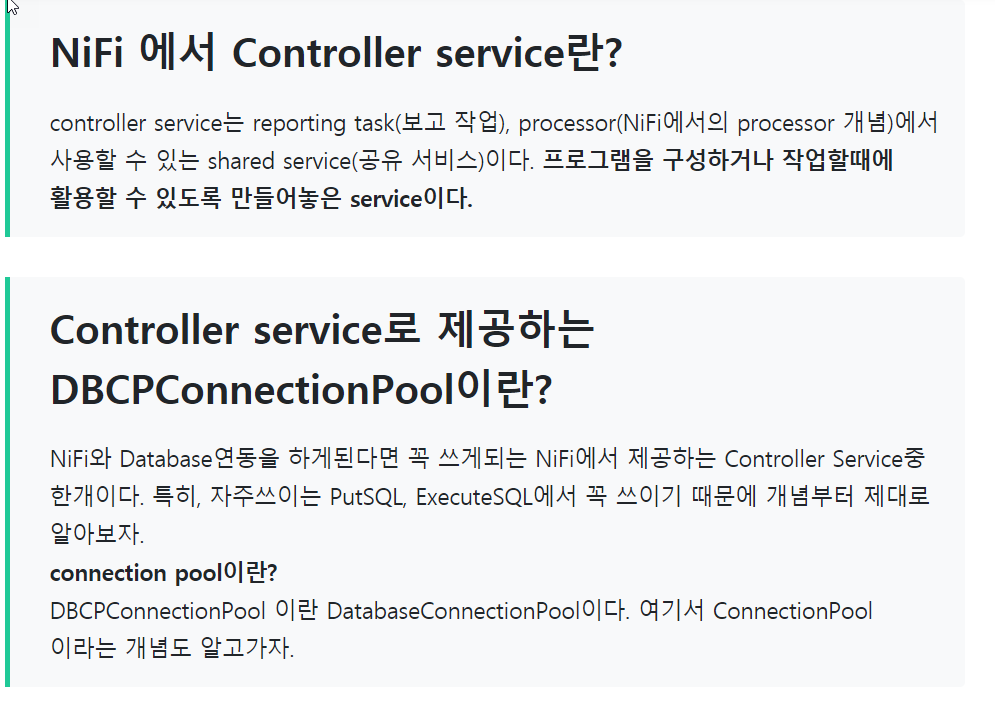 NiFi 에서 Controller service란?
controller service는 reporting task(보고 작업), processor(NiFi에서의 processor 개념)에서
사용할 수 있는 shared service(공유 서비스)이다. 프로그램을 구성하거나 작업할때에
활용할 수 있도록 만들어놓은 service이다.
Controller service로 제공하는
DBCPConnectionPool이란?
NiFi와 Database연동을 하게된다면 꼭 쓰게되는 NiFi에서 제공하는 Controller Service중
한개이다. 특히, 자주쓰이는 PutSQL, ExecuteSQL에서 꼭 쓰이기 때문에 개념부터 제대로
알아보자.
connection pool이란?
DBCPConnectionPool 이란 DatabaseConnectionPool이다. 여기서 ConnectionPool
이라는 개념도 알고가자.